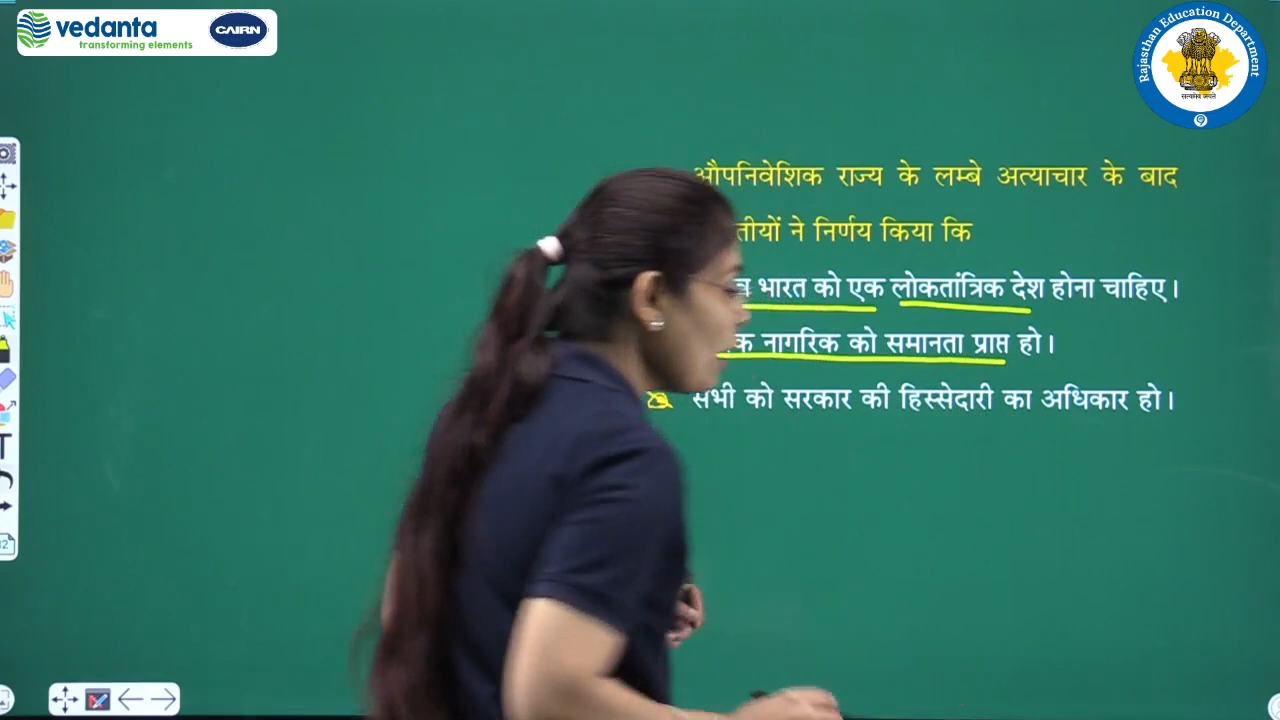 vedanta
transforming elements
CAIRN
Rajasthan Education Department
सत्यमेव जयते
औपनिवेशिक राज्य के लम्बे अत्याचार के बाद
तीयों ने निर्णय किया कि
भारत को एक लोकतांत्रिक देश होना चाहिए।
क नागरिक को समानता प्राप्त हो।
सभी को सरकार की हिस्सेदारी का अधिकार हो।